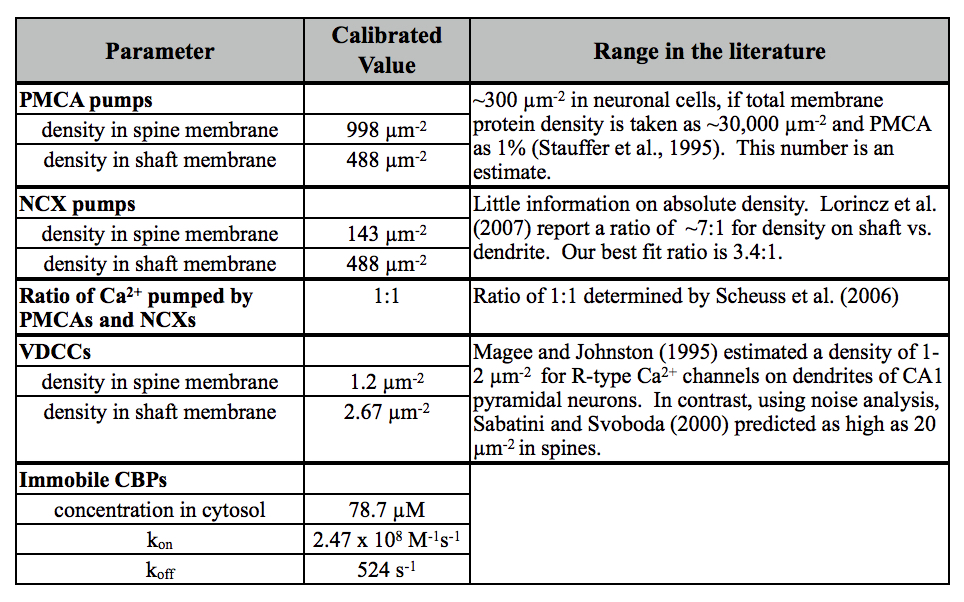 Parameter
Calibrated
Value
Range in the literature
PMCA pumps
density in spine membrane
998 µm⁻²
density in shaft membrane
488 µm⁻²
~300 µm⁻² in neuronal cells, if total membrane
protein density is taken as ~30,000 µm⁻² and PMCA
as 1% (Stauffer et al., 1995).  This number is an
estimate.
NCX pumps
density in spine membrane
143 µm⁻²
density in shaft membrane
488 µm⁻²
Little information on absolute density.  Lorincz et al.
(2007) report a ratio of  ~7:1 for density on shaft vs.
dendrite.  Our best fit ratio is 3.4:1.
Ratio of Ca²⁺ pumped by
PMCAs and NCXs
1:1
Ratio of 1:1 determined by Scheuss et al. (2006)
VDCCs
density in spine membrane
1.2 µm⁻²
density in shaft membrane
2.67 µm⁻²
Magee and Johnston (1995) estimated a density of 1-
2 µm⁻²  for R-type Ca²⁺ channels on dendrites of CA1
pyramidal neurons.  In contrast, using noise analysis,
Sabatini and Svoboda (2000) predicted as high as 20
µm⁻² in spines.
Immobile CBPs
concentration in cytosol
78.7 µM
kon
2.47 x 10⁸ M⁻¹s⁻¹
koff
524 s⁻¹